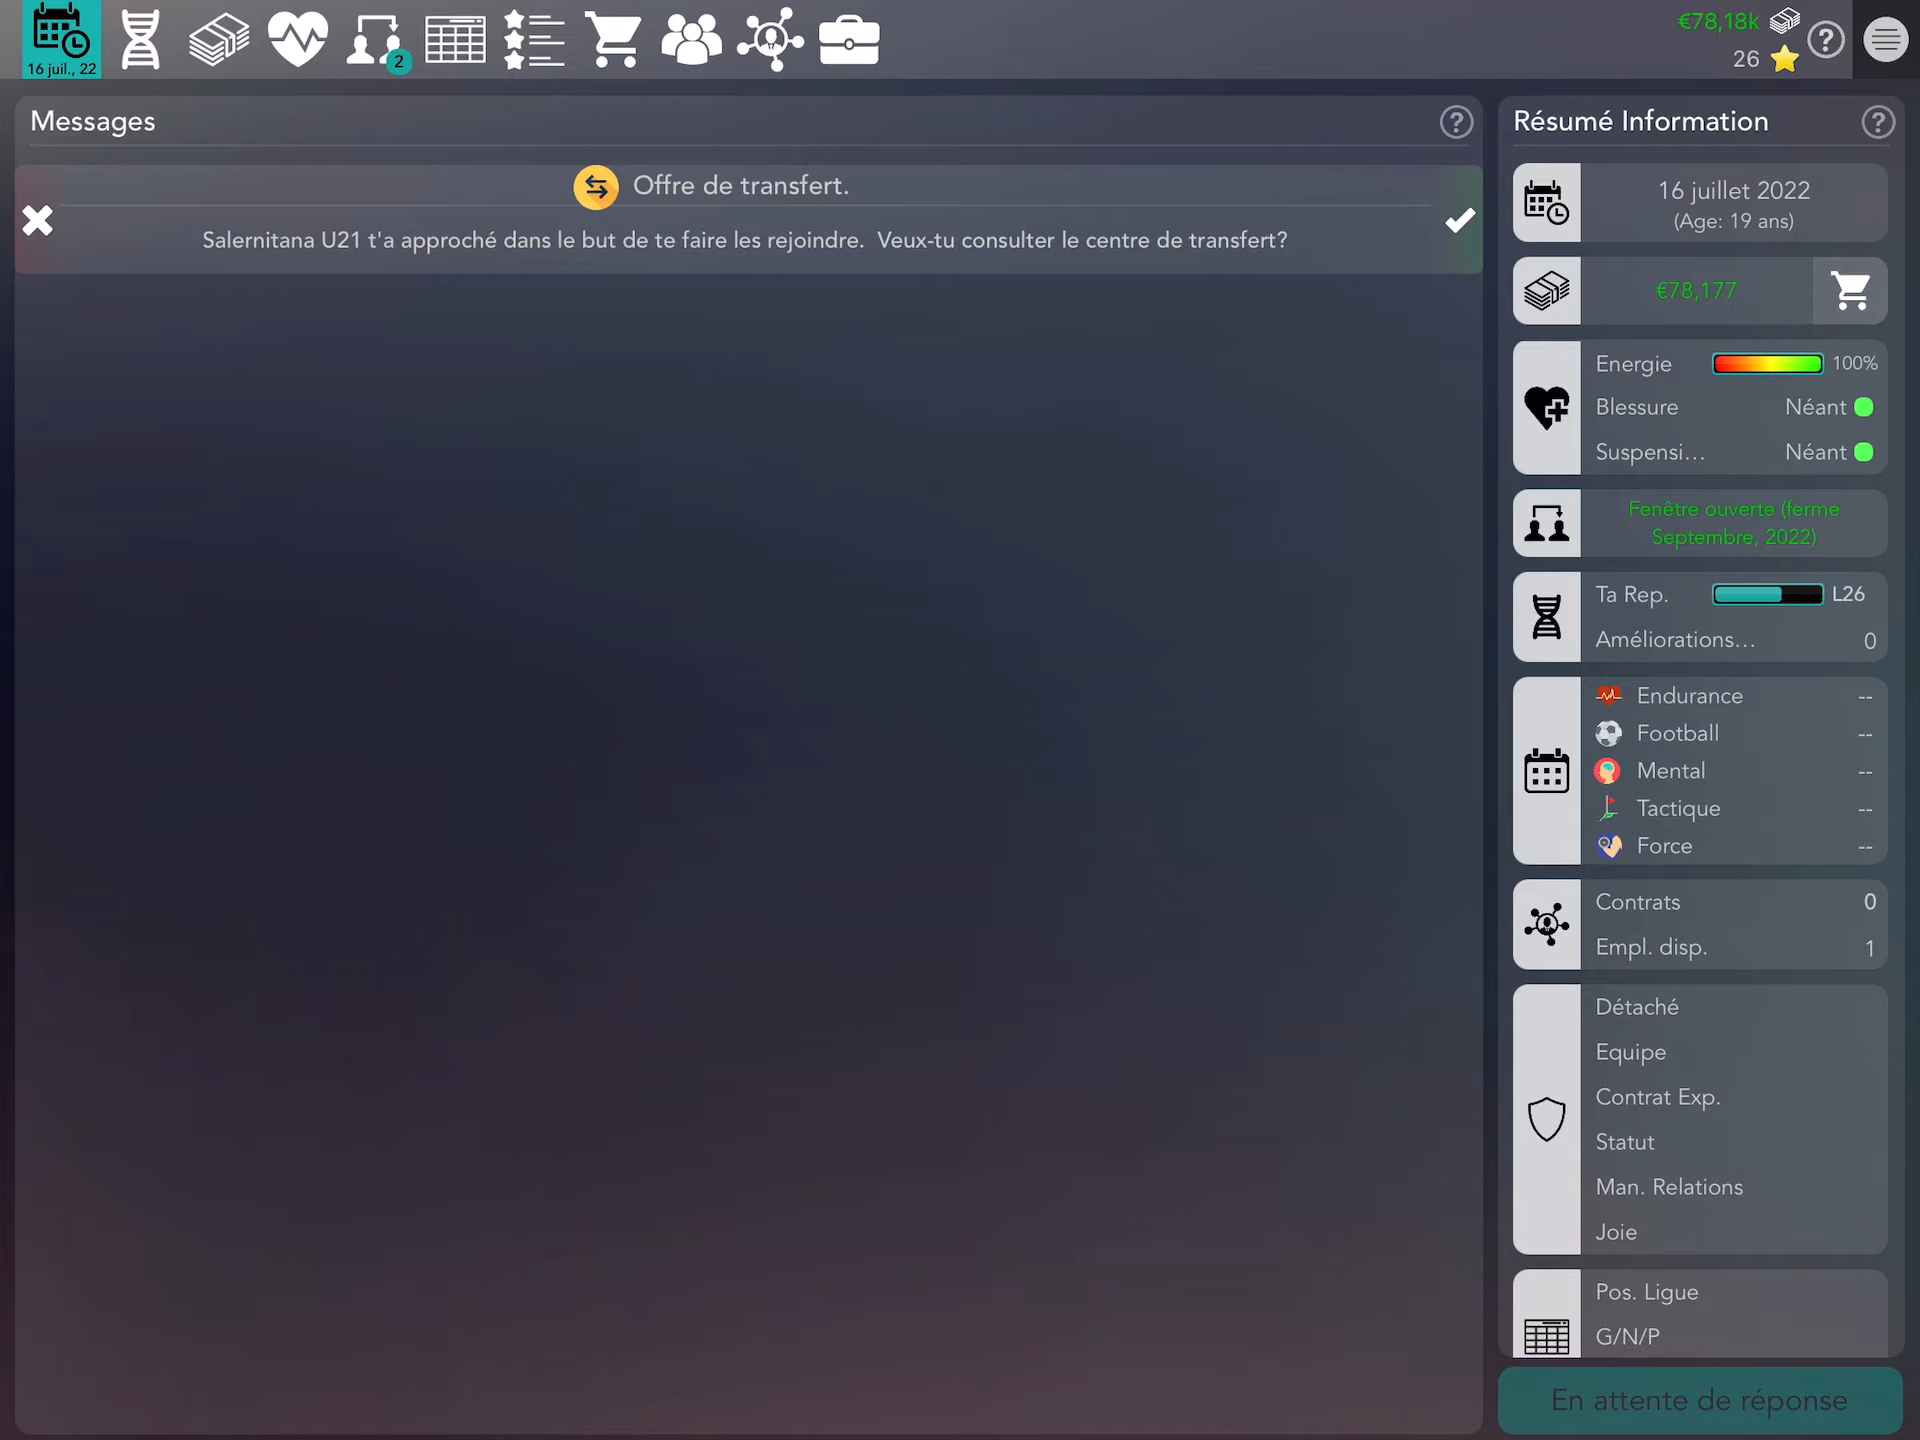 16 juil., 22
2
€78,18k
26
Messages
Offre de transfert.
Salernitana U21 t'a approché dans le but de te faire les rejoindre.  Veux-tu consulter le centre de transfert?
Résumé Information
16 juillet 2022
(Age: 19 ans)
€78,177
Energie 100%
Blessure Néant
Suspensi... Néant
Fenêtre ouverte (ferme
Septembre, 2022)
Ta Rep. L26
Améliorations... 0
Endurance --
Football --
Mental --
Tactique --
Force --
Contrats 0
Empl. disp. 1
Détaché
Equipe
Contrat Exp.
Statut
Man. Relations
Joie
Pos. Ligue
G/N/P
En attente de réponse